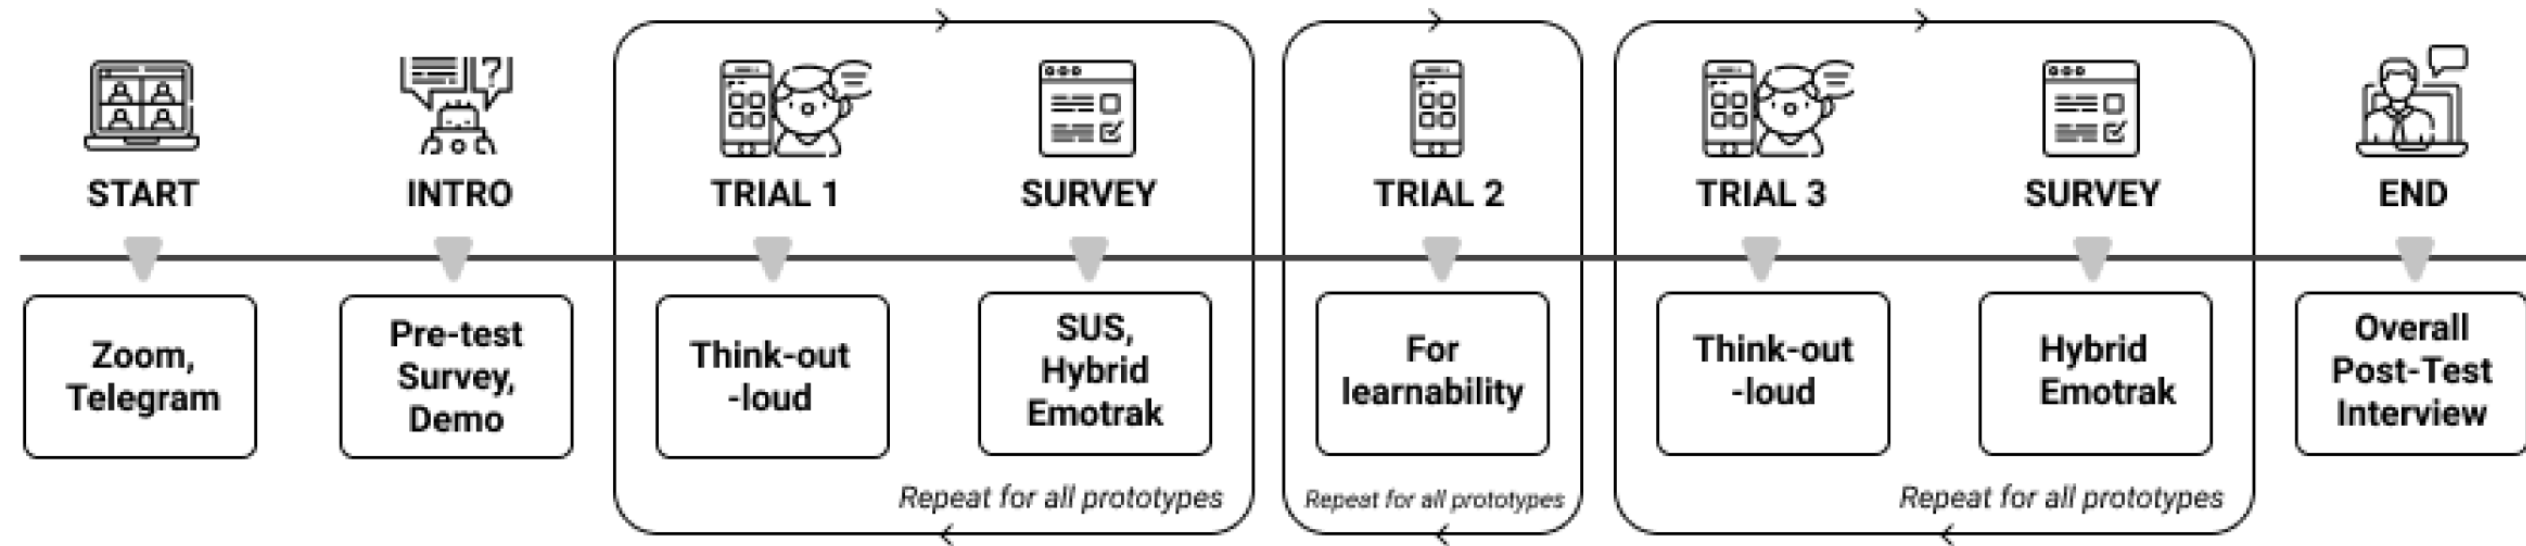 START
INTRO
TRIAL 1
SURVEY
TRIAL 2
TRIAL 3
SURVEY
END
Zoom,
Telegram
Pre-test
Survey,
Demo
Think-out
-loud
SUS,
Hybrid
Emotrak
For
learnability
Think-out
-loud
Hybrid
Emotrak
Overall
Post-Test
Interview
Repeat for all prototypes
Repeat for all prototypes
Repeat for all prototypes